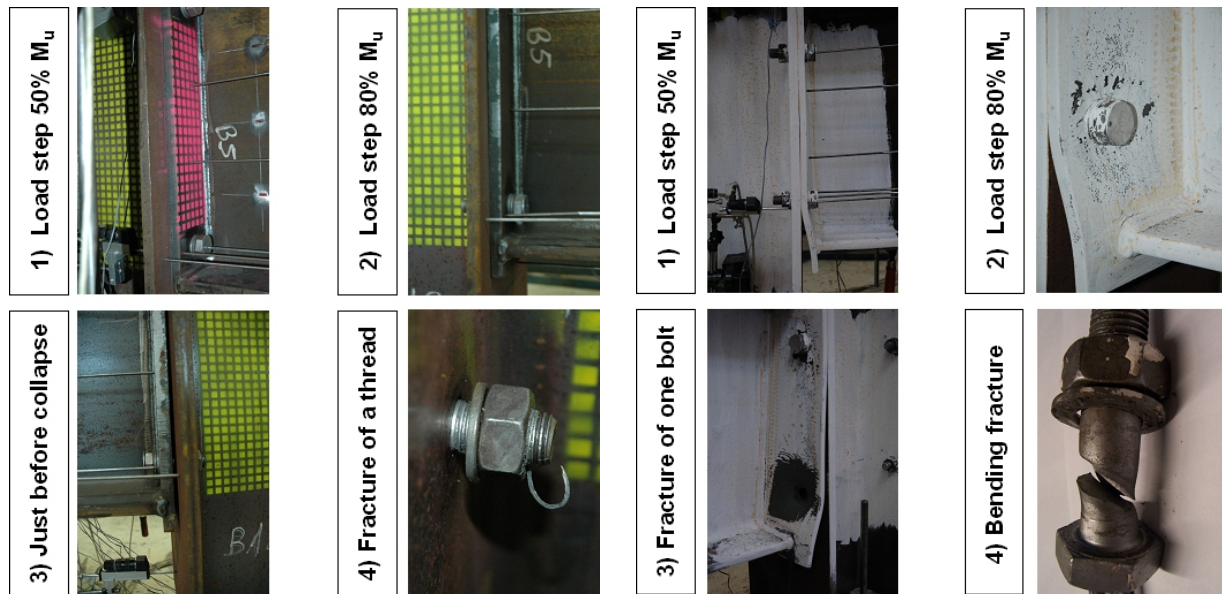 1) Load step 50% Mu
B5
2) Load step 80% Mu
B5
1) Load step 50% Mu
2) Load step 80% Mu
3) Just before collapse
4) Fracture of a thread
3) Fracture of one bolt
4) Bending fracture